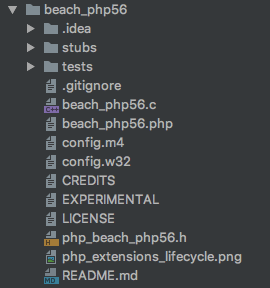 beach_php56
.idea
stubs
tests
.gitignore
beach_php56.c
beach_php56.php
config.m4
config.w32
CREDITS
EXPERIMENTAL
LICENSE
php_beach_php56.h
php_extensions_lifecycle.png
README.md